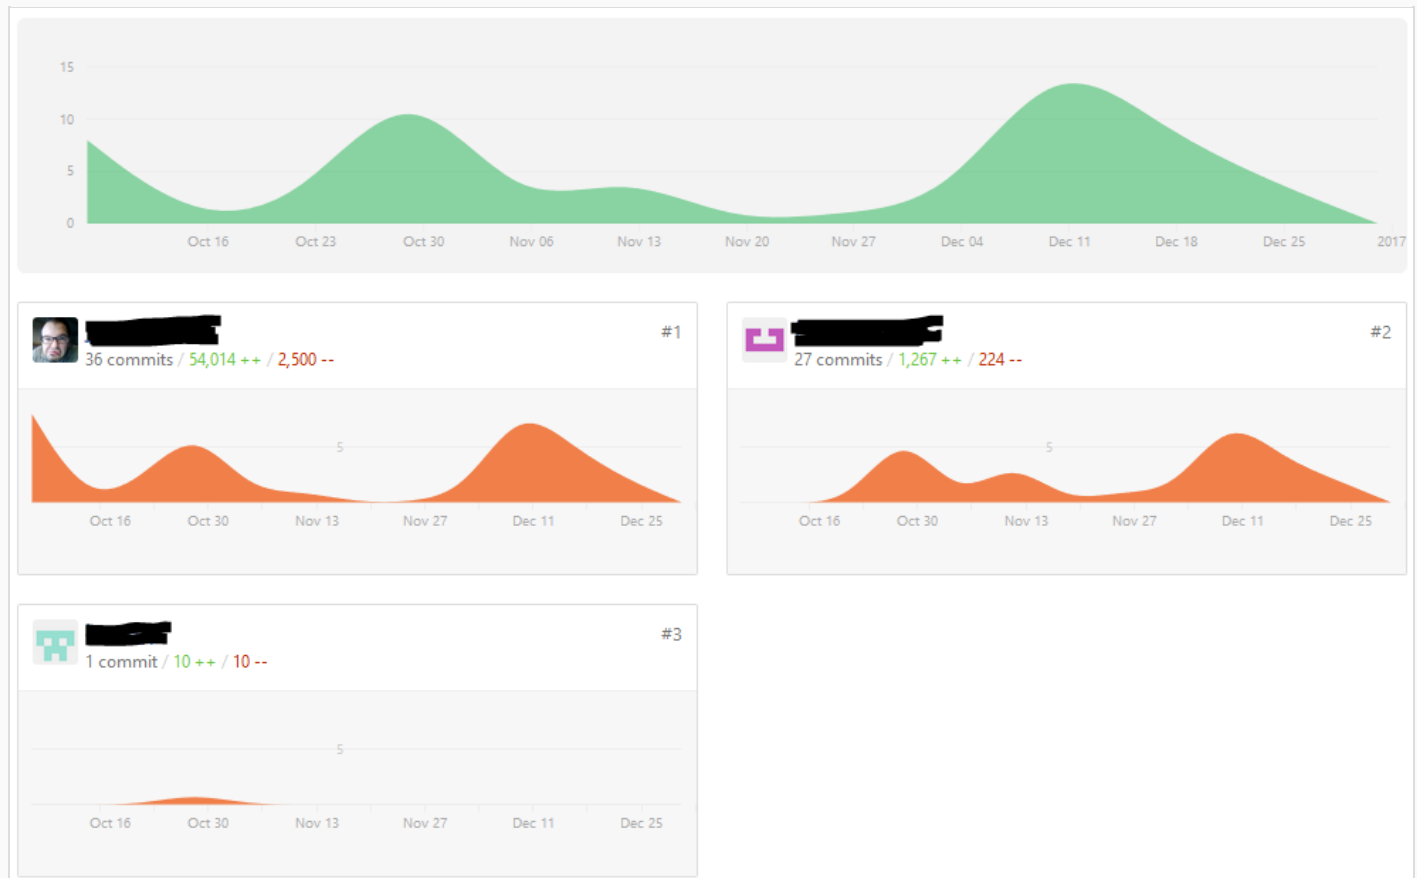 15
10
5
0
Oct 16 Oct 23 Oct 30 Nov 06 Nov 13 Nov 20 Nov 27 Dec 04 Dec 11 Dec 18 Dec 25 2017
#1
36 commits / 54,014 ++ / 2,500 --
5
Oct 16 Oct 30 Nov 13 Nov 27 Dec 11 Dec 25
#2
27 commits / 1,267 ++ / 224 --
5
Oct 16 Oct 30 Nov 13 Nov 27 Dec 11 Dec 25
#3
1 commit / 10 ++ / 10 --
5
Oct 16 Oct 30 Nov 13 Nov 27 Dec 11 Dec 25